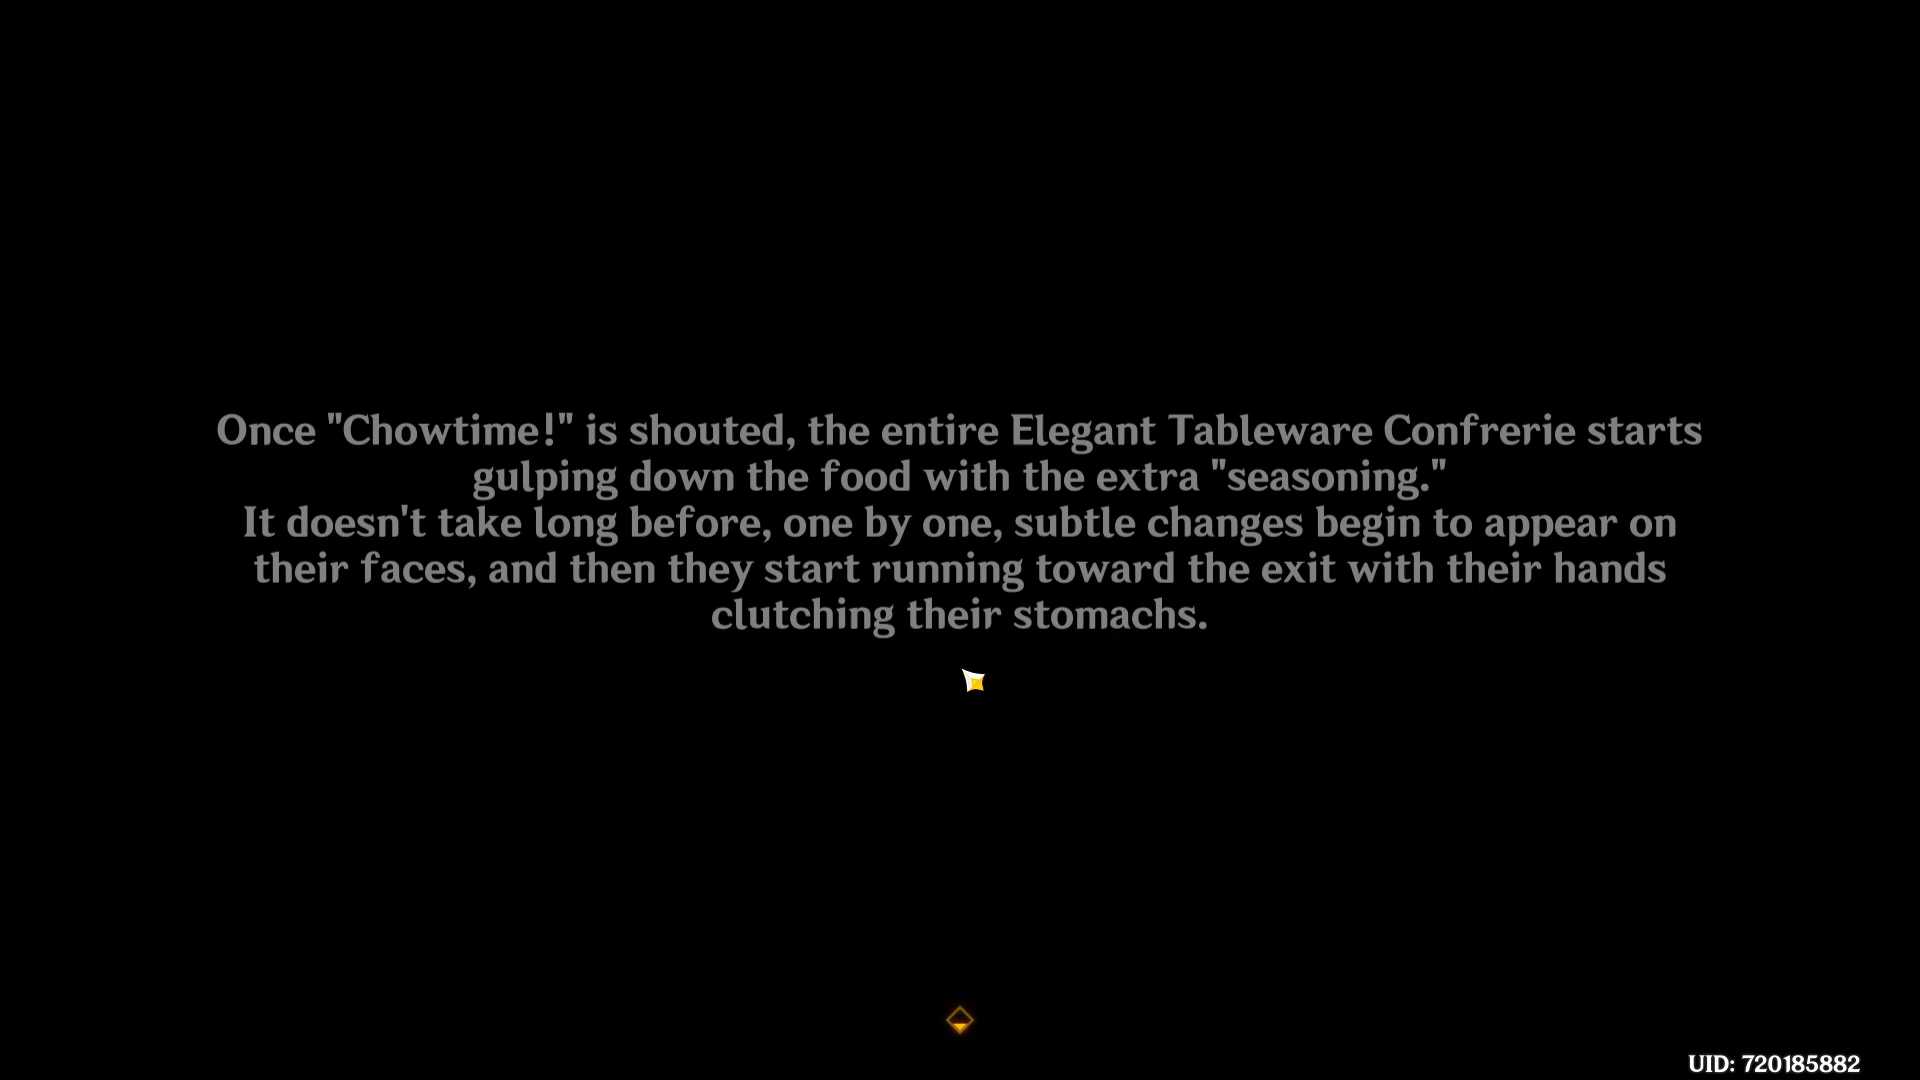 Once "Chowtime!" is shouted, the entire Elegant Tableware Confrerie starts
gulping down the food with the extra "seasoning."
It doesn't take long before, one by one, subtle changes begin to appear on
their faces, and then they start running toward the exit with their hands
clutching their stomachs.
UID: 720185882